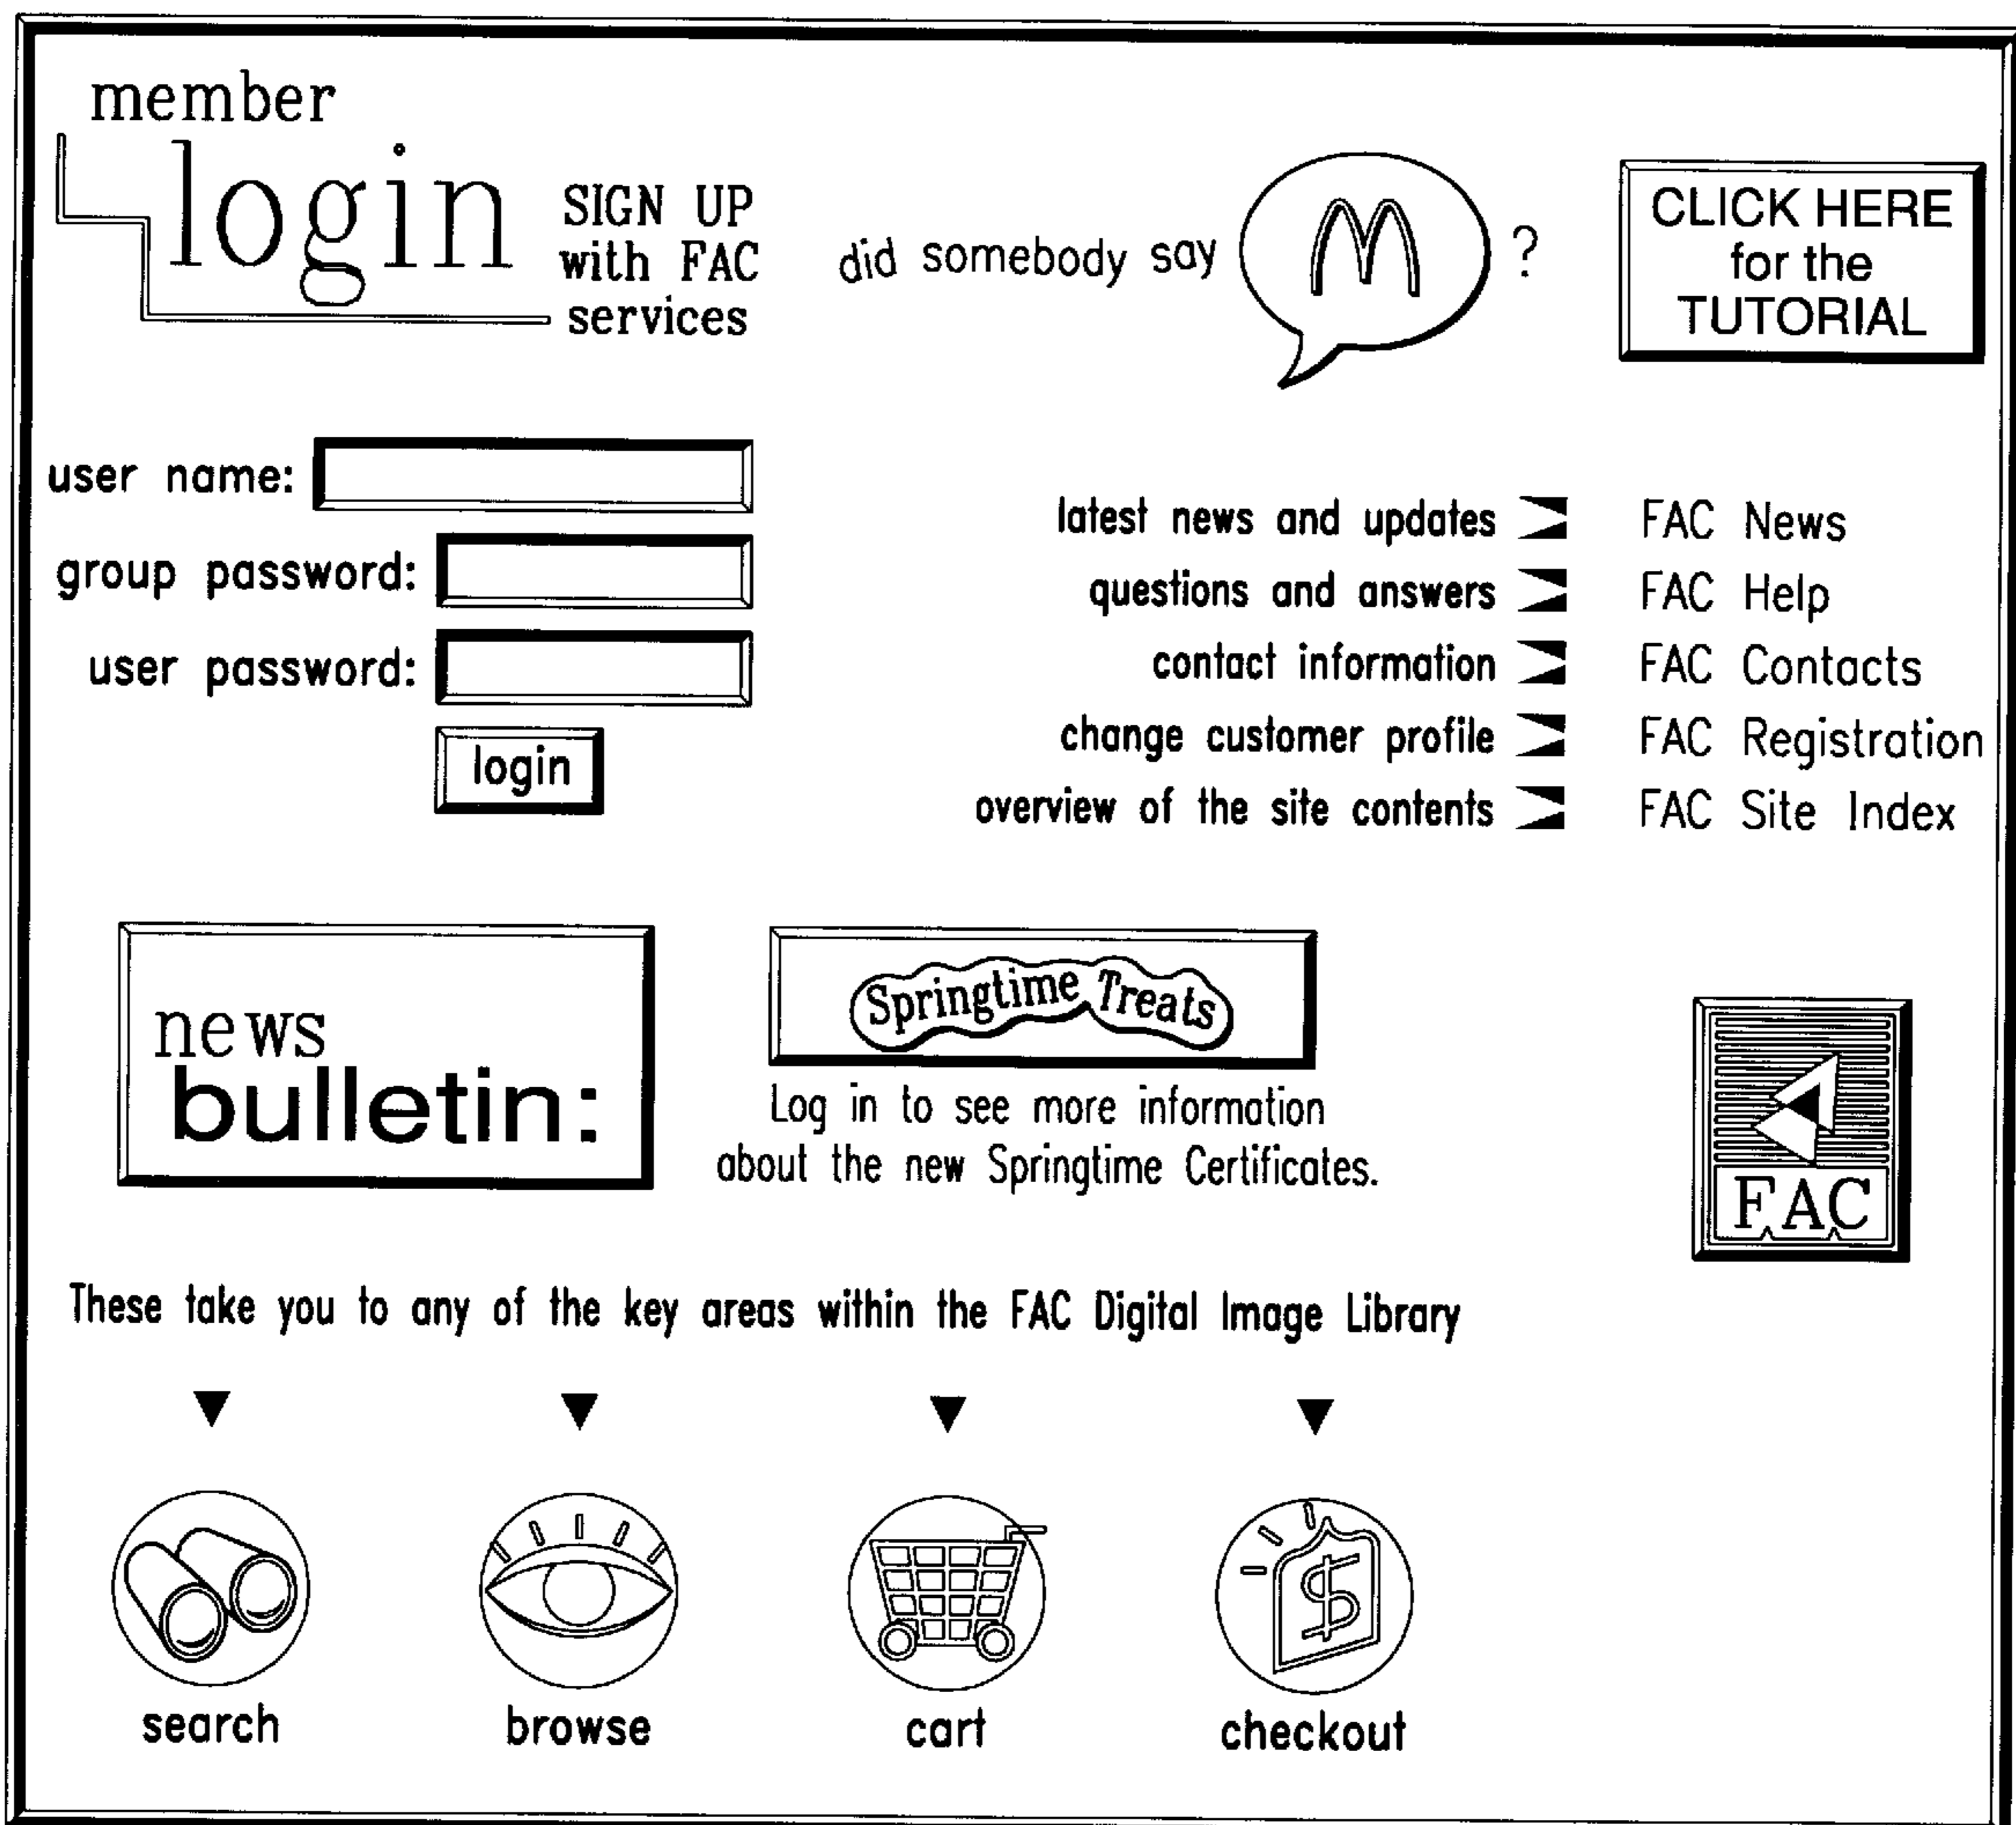 member
login
SIGN UP
with FAC
services
did somebody say M ?
CLICK HERE
for the
TUTORIAL
user name:
group password:
user password:
login
latest news and updates FAC News
questions and answers FAC Help
contact information FAC Contacts
change customer profile FAC Registration
overview of the site contents FAC Site Index
news
bulletin:
Springtime Treats
Log in to see more information
about the new Springtime Certificates.
FAC
These take you to any of the key areas within the FAC Digital Image Library
$
search browse cart checkout